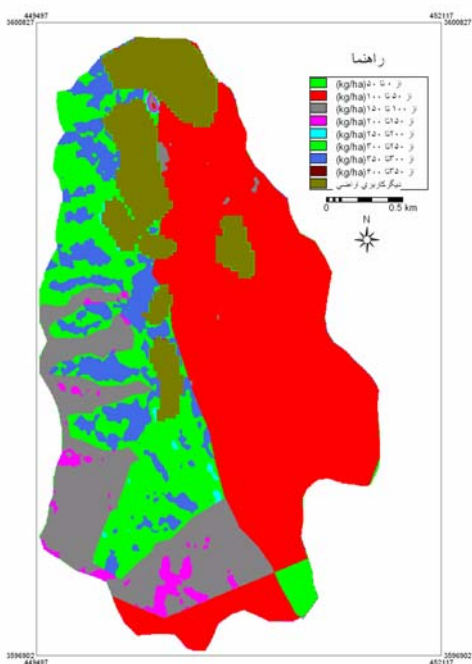 449497
452117
3600827
3600827
راهنما
از ۰ تا ۵۰ (kg/ha)
از ۵۰ تا ۱۰۰ (kg/ha)
از ۱۰۰ تا ۱۵۰ (kg/ha)
از ۱۵۰ تا ۲۰۰ (kg/ha)
از ۲۰۰ تا ۲۵۰ (kg/ha)
از ۲۵۰ تا ۳۰۰ (kg/ha)
از ۳۰۰ تا ۳۵۰ (kg/ha)
از ۳۵۰ تا ۴۰۰ (kg/ha)
دیگر کاربری اراضی
0 0.5 km
N
3596902
3596902
449497
452117